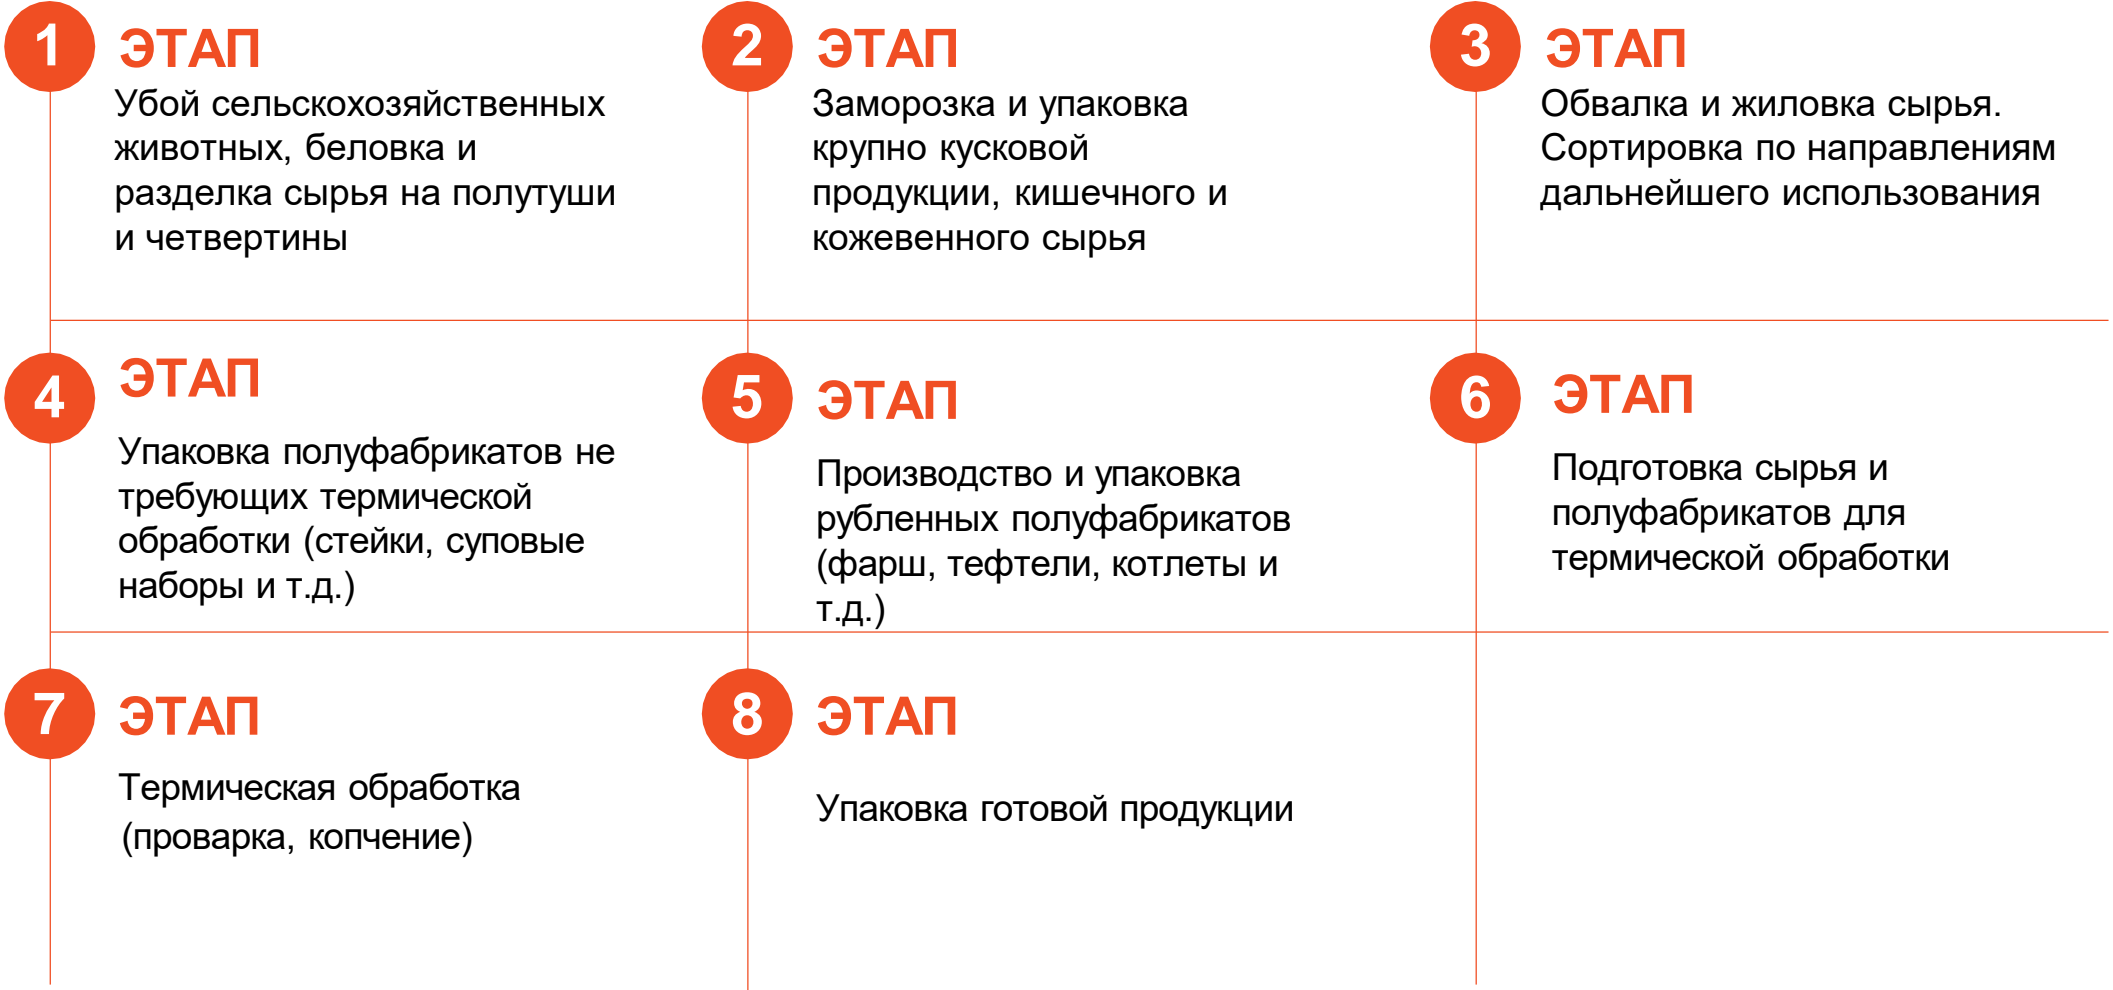 1 ЭТАП
Убой сельскохозяйственных
животных, беловка и
разделка сырья на полутуши
и четвертины
2 ЭТАП
Заморозка и упаковка
крупно кусковой
продукции, кишечного и
кожевенного сырья
3 ЭТАП
Обвалка и жиловка сырья.
Сортировка по направлениям
дальнейшего использования
4 ЭТАП
Упаковка полуфабрикатов не
требующих термической
обработки (стейки, суповые
наборы и т.д.)
5 ЭТАП
Производство и упаковка
рубленных полуфабрикатов
(фарш, тефтели, котлеты и
т.д.)
6 ЭТАП
Подготовка сырья и
полуфабрикатов для
термической обработки
7 ЭТАП
Термическая обработка
(проварка, копчение)
8 ЭТАП
Упаковка готовой продукции